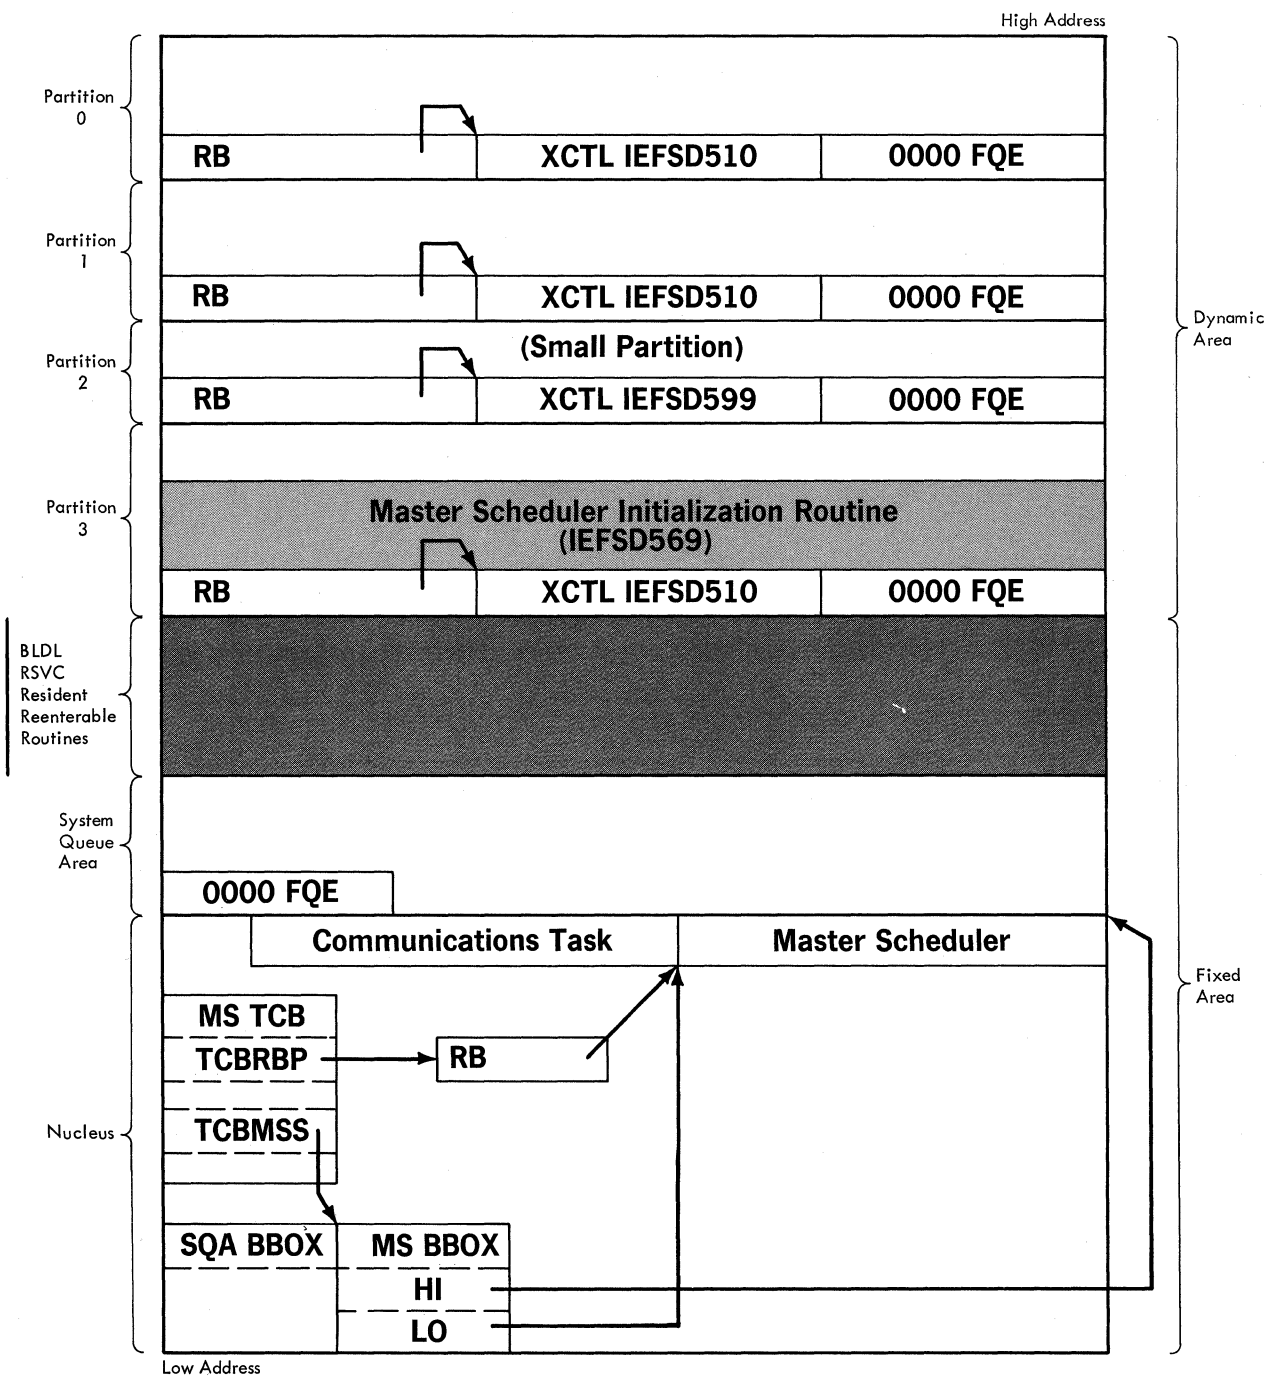 High Address
Partition
0
RB
XCTL IEFSD510
0000 FQE
Partition
1
RB
XCTL IEFSD510
0000 FQE
Dynamic
Area
(Small Partition)
Partition
2
RB
XCTL IEFSD599
0000 FQE
Partition
3
Master Scheduler Initialization Routine
(IEFSD569)
RB
XCTL IEFSD510
0000 FQE
BLDL
RSVC
Resident
Reenterable
Routines
System
Queue
Area
0000 FQE
Communications Task
Master Scheduler
Fixed
Area
MS TCB
TCBRBP
RB
TCBMSS
Nucleus
SQA BBOX
MS BBOX
HI
LO
Low Address